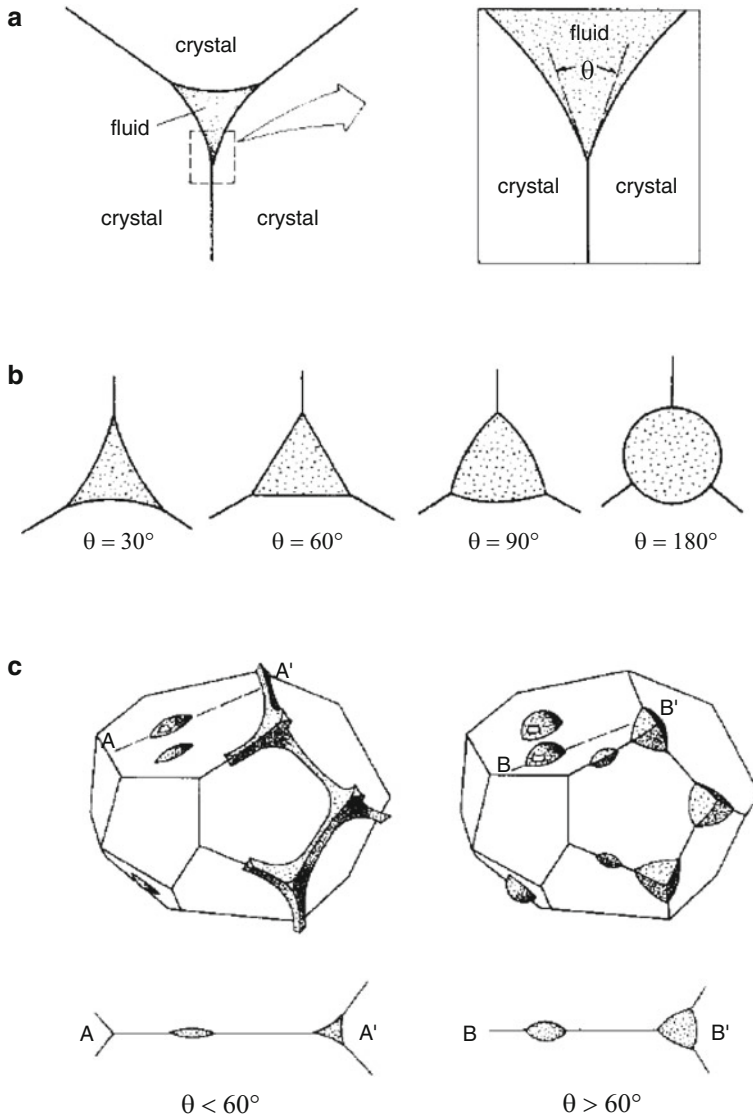 a
crystal
fluid
crystal
crystal
fluid
θ
crystal
crystal
b
θ = 30°
θ = 60°
θ = 90°
θ = 180°
c
A'
A
B'
B
A
A'
B
B'
θ < 60°
θ > 60°